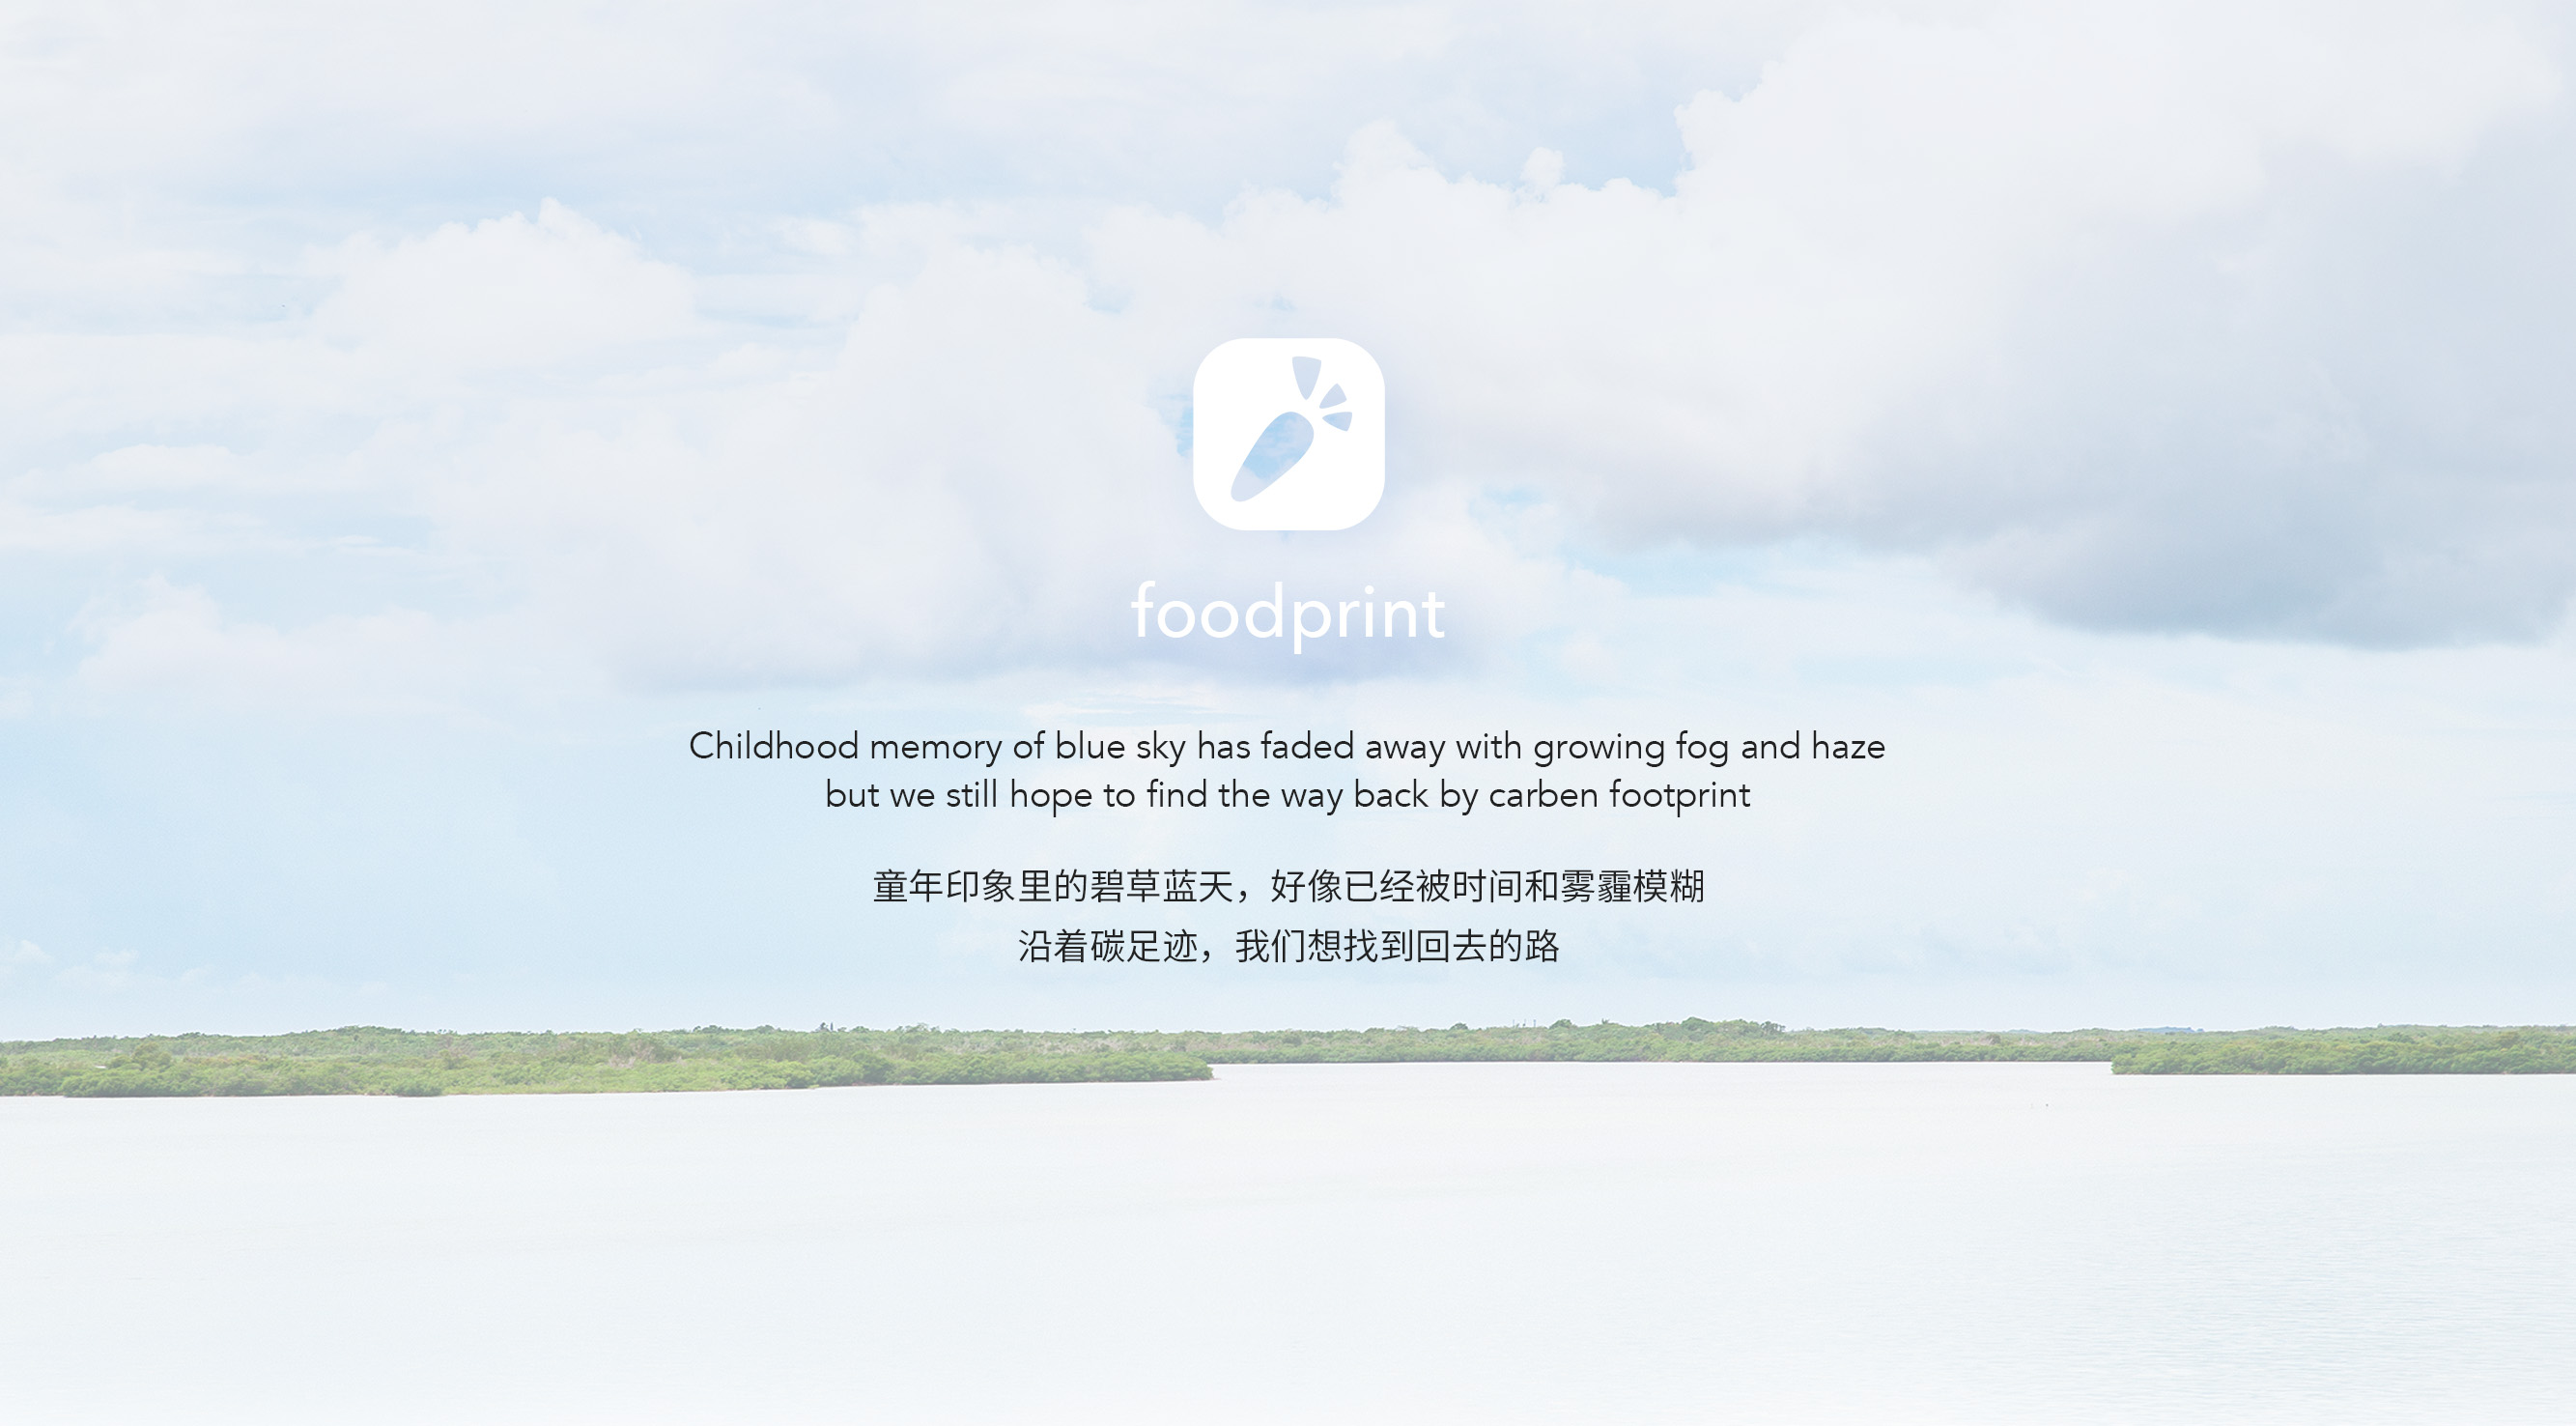 foodprint
Childhood memory of blue sky has faded away with growing fog and haze
but we still hope to find the way back by carben footprint
童年印象里的碧草蓝天，好像已经被时间和雾霾模糊
沿着碳足迹，我们想找到回去的路